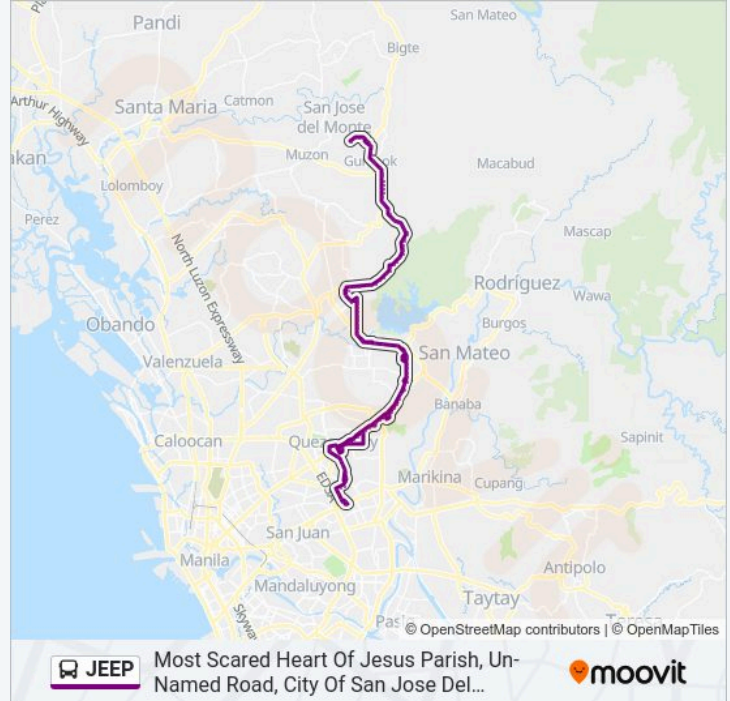 San Mateo
Pandi
Bigte
Santa Maria
Catmon
San Jose
del Monte
Arthur Highway
Muzon
Macabud
Lolomboy
Perez
Mascap
North Luzon Expressway
Rodríguez
Wawa
Obando
Burgos
San Mateo
Valenzuela
Banaba
Caloocan
Sapinit
EDSA
Marikina
Cupang
San Juan
Manila
Antipolo
Mandaluyong
Taytay
© OpenStreetMap contributors | © OpenMapTiles
JEEP
Most Scared Heart Of Jesus Parish, Un-
Named Road, City Of San Jose Del...
moovit